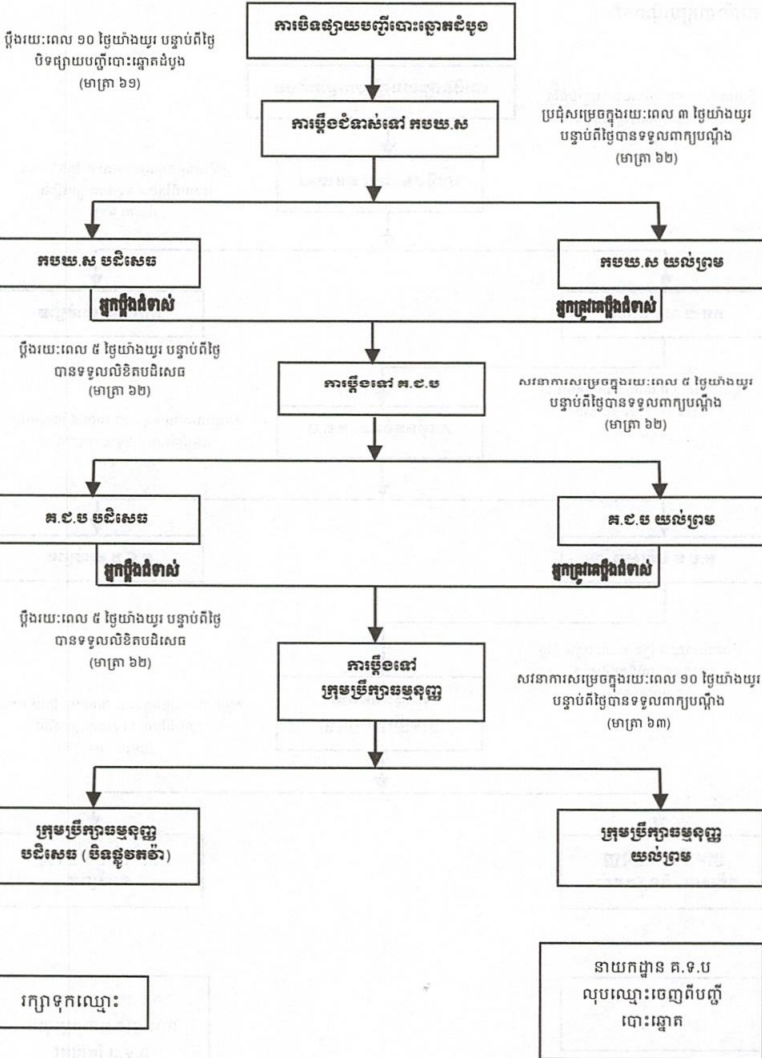 ការបិទផ្សាយបញ្ជីបោះឆ្នោតដំបូង
ប្តឹងរយៈពេល ១០ ថ្ងៃយ៉ាងយូរ បន្ទាប់ពីថ្ងៃ
បិទផ្សាយបញ្ជីបោះឆ្នោតដំបូង
(មាត្រា ៦១)
ការប្តឹងជំទាស់ទៅ កបឃ.ស
ប្រជុំសម្រេចក្នុងរយៈពេល ៣ ថ្ងៃយ៉ាងយូរ
បន្ទាប់ពីថ្ងៃបានទទួលពាក្យបណ្តឹង
(មាត្រា ៦២)
កបឃ.ស បដិសេធ
កបឃ.ស យល់ព្រម
អ្នកប្តឹងជំទាស់
អ្នកត្រូវគេប្តឹងជំទាស់
ប្តឹងរយៈពេល ៥ ថ្ងៃយ៉ាងយូរ បន្ទាប់ពីថ្ងៃ
បានទទួលលិខិតបដិសេធ
(មាត្រា ៦២)
ការប្តឹងទៅ គ.ជ.ប
សវនាការសម្រេចក្នុងរយៈពេល ៥ ថ្ងៃយ៉ាងយូរ
បន្ទាប់ពីថ្ងៃបានទទួលពាក្យបណ្តឹង
(មាត្រា ៦២)
គ.ជ.ប បដិសេធ
គ.ជ.ប យល់ព្រម
អ្នកប្តឹងជំទាស់
អ្នកត្រូវគេប្តឹងជំទាស់
ប្តឹងរយៈពេល ៥ ថ្ងៃយ៉ាងយូរ បន្ទាប់ពីថ្ងៃ
បានទទួលលិខិតបដិសេធ
(មាត្រា ៦២)
ការប្តឹងទៅ
ក្រុមប្រឹក្សាធម្មនុញ្ញ
សវនាការសម្រេចក្នុងរយៈពេល ១០ ថ្ងៃយ៉ាងយូរ
បន្ទាប់ពីថ្ងៃបានទទួលពាក្យបណ្តឹង
(មាត្រា ៦៣)
ក្រុមប្រឹក្សាធម្មនុញ្ញ
បដិសេធ (បិទផ្លូវតវ៉ា)
ក្រុមប្រឹក្សាធម្មនុញ្ញ
យល់ព្រម
រក្សាទុកឈ្មោះ
នាយកដ្ឋាន គ.ទ.ប
លុបឈ្មោះចេញពីបញ្ជី
បោះឆ្នោត